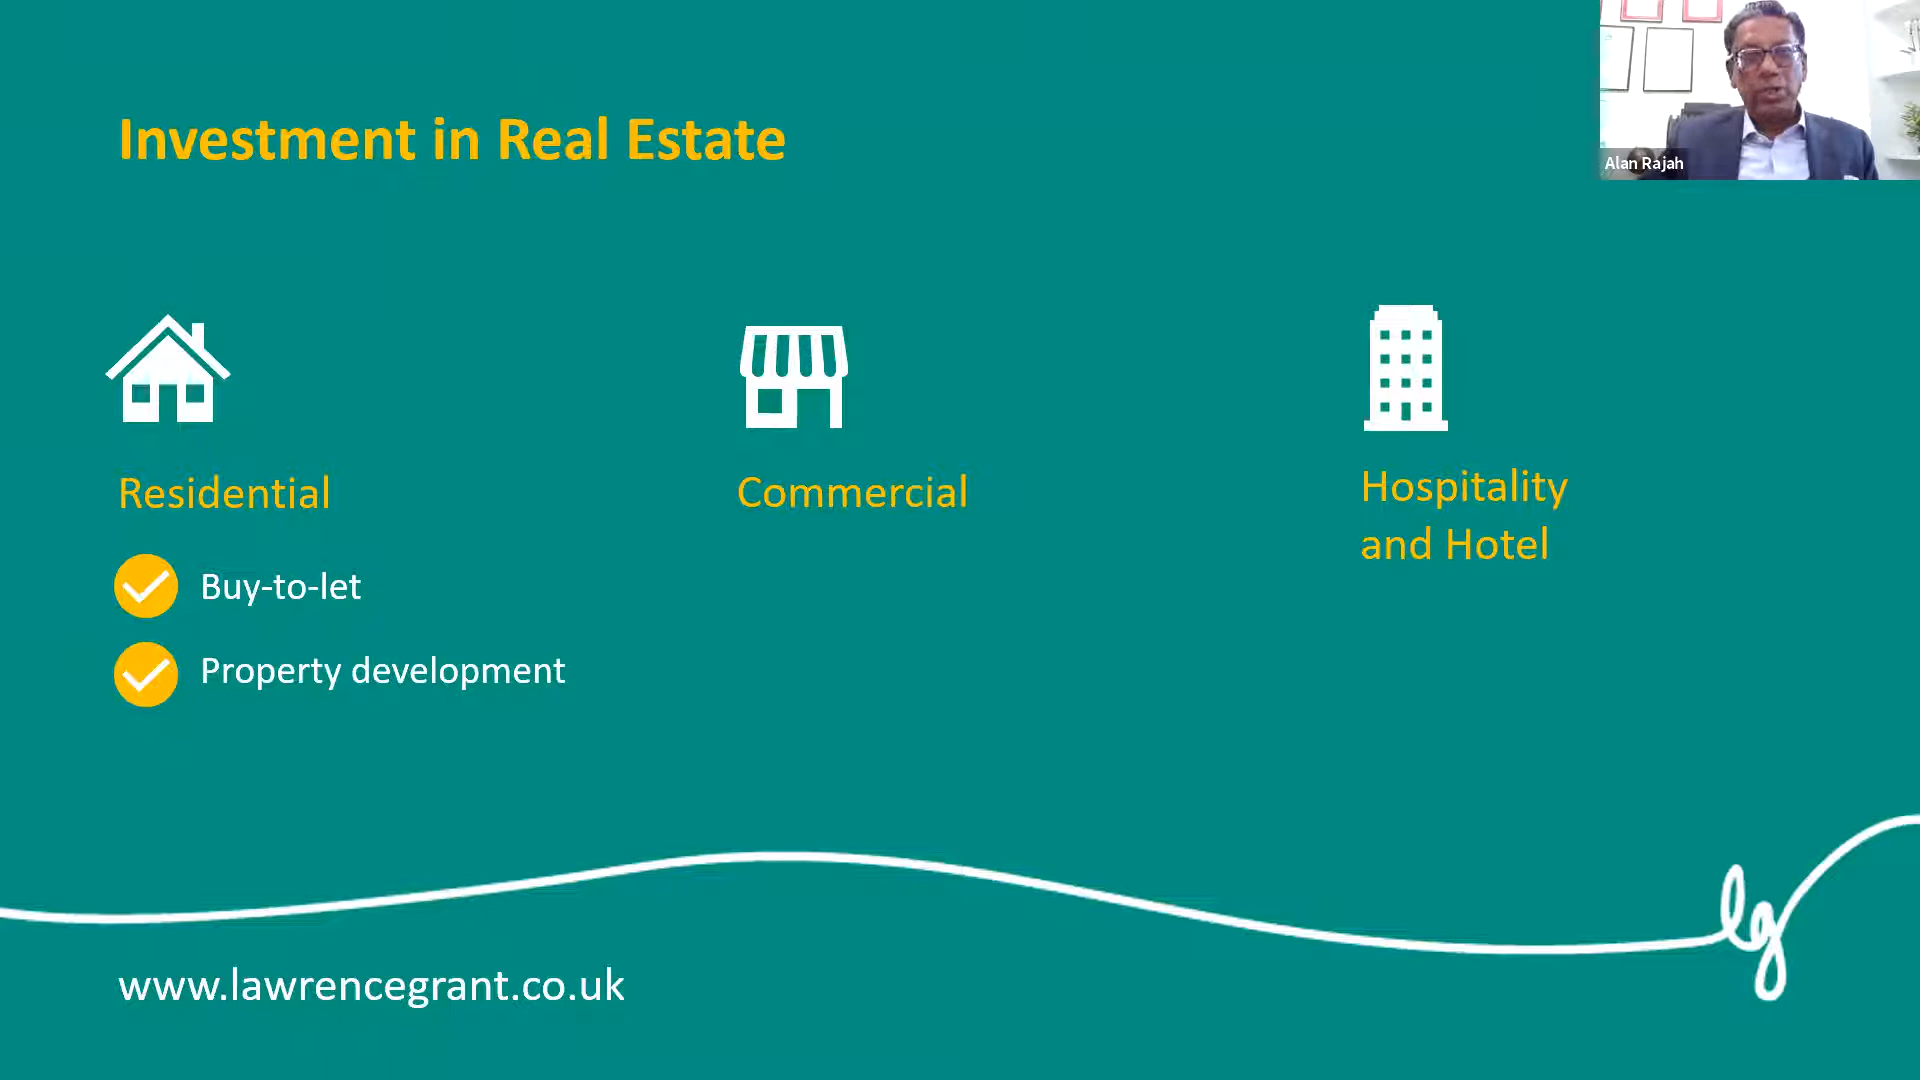 Investment in Real Estate
Alan Rajah
Residential
Buy-to-let
Property development
Commercial
Hospitality
and Hotel
lg
www.lawrencegrant.co.uk